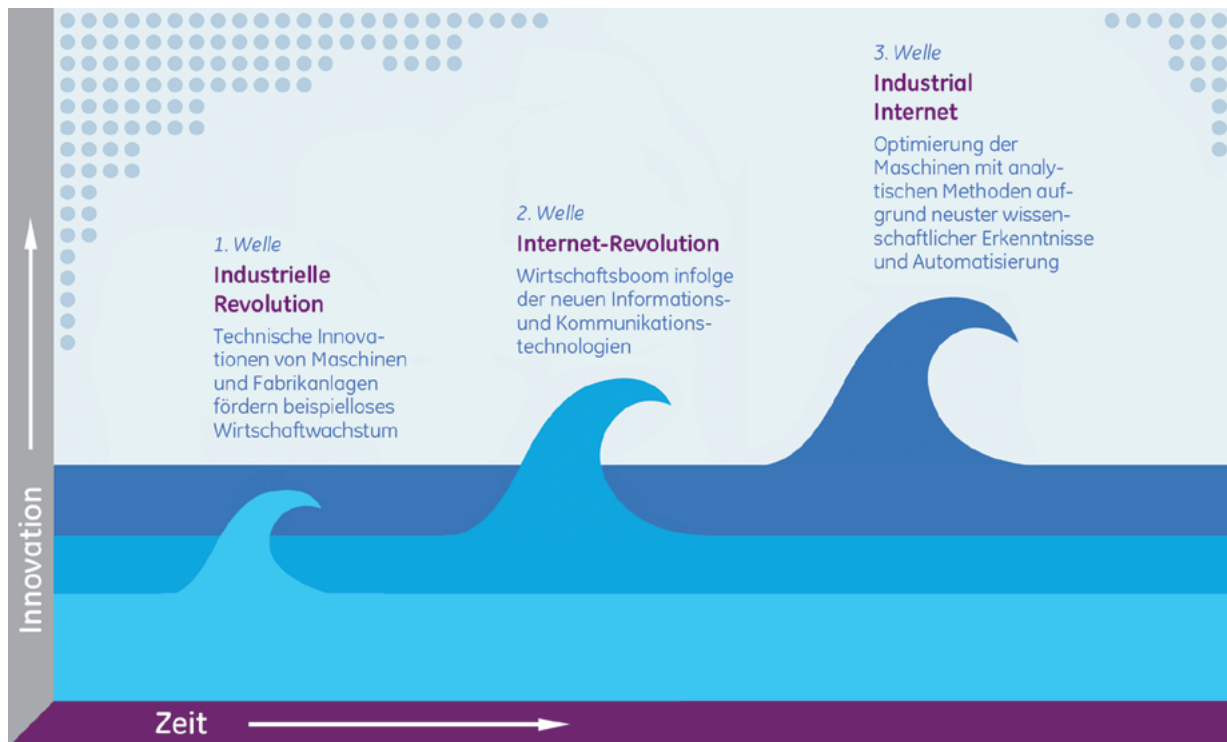 1. Welle
Industrielle
Revolution
Technische Innova-
tionen von Maschinen
und Fabrikanlagen
fördern beispielloses
Wirtschaftwachstum
2. Welle
Internet-Revolution
Wirtschaftsboom infolge
der neuen Informations-
und Kommunikations-
technologien
3. Welle
Industrial
Internet
Optimierung der
Maschinen mit analy-
tischen Methoden auf-
grund neuster wissen-
schaftlicher Erkenntnisse
und Automatisierung
Innovation
Zeit